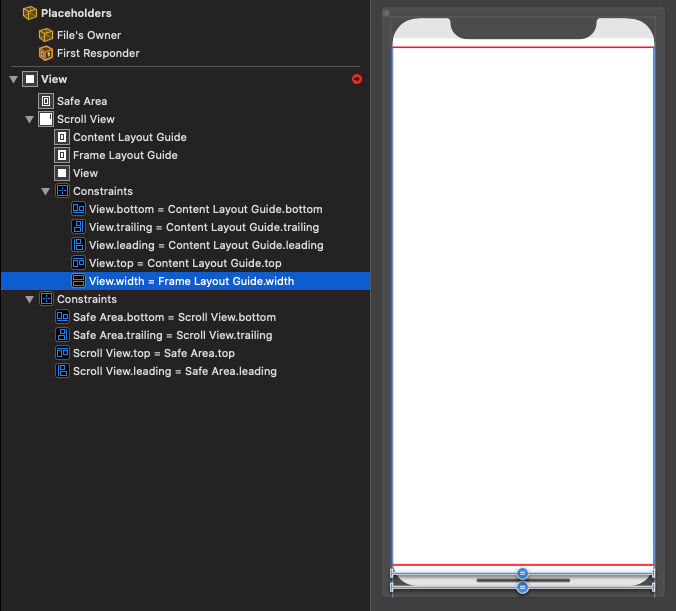 Placeholders
File's Owner
First Responder
View
Safe Area
Scroll View
Content Layout Guide
Frame Layout Guide
View
Constraints
View.bottom = Content Layout Guide.bottom
View.trailing = Content Layout Guide.trailing
View.leading = Content Layout Guide.leading
View.top = Content Layout Guide.top
View.width = Frame Layout Guide.width
Constraints
Safe Area.bottom = Scroll View.bottom
Safe Area.trailing = Scroll View.trailing
Scroll View.top = Safe Area.top
Scroll View.leading = Safe Area.leading